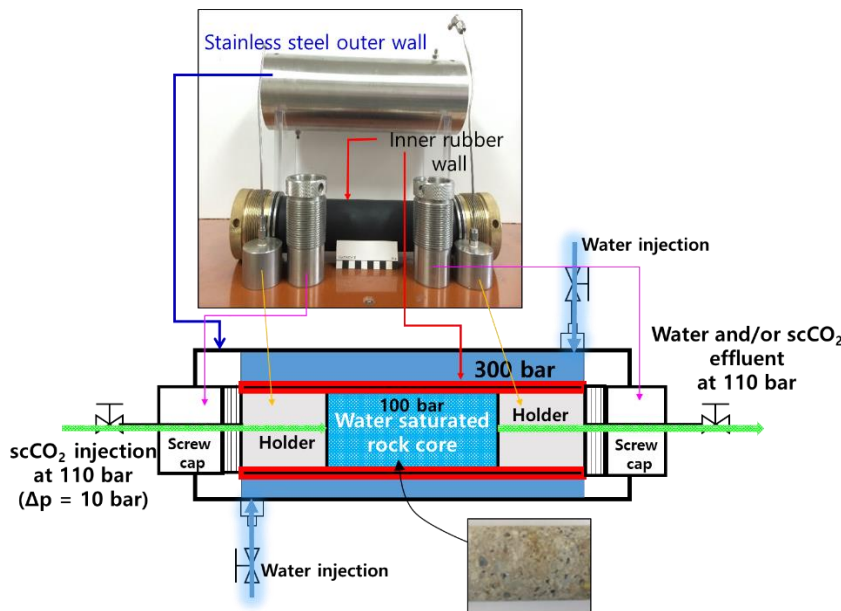 Stainless steel outer wall
Inner rubber
wall
Water injection
Water and/or scCO₂
effluent
at 110 bar
300 bar
100 bar
Water saturated
rock core
Holder
Holder
Screw
cap
Screw
cap
scCO₂ injection
at 110 bar
(Δp = 10 bar)
Water injection